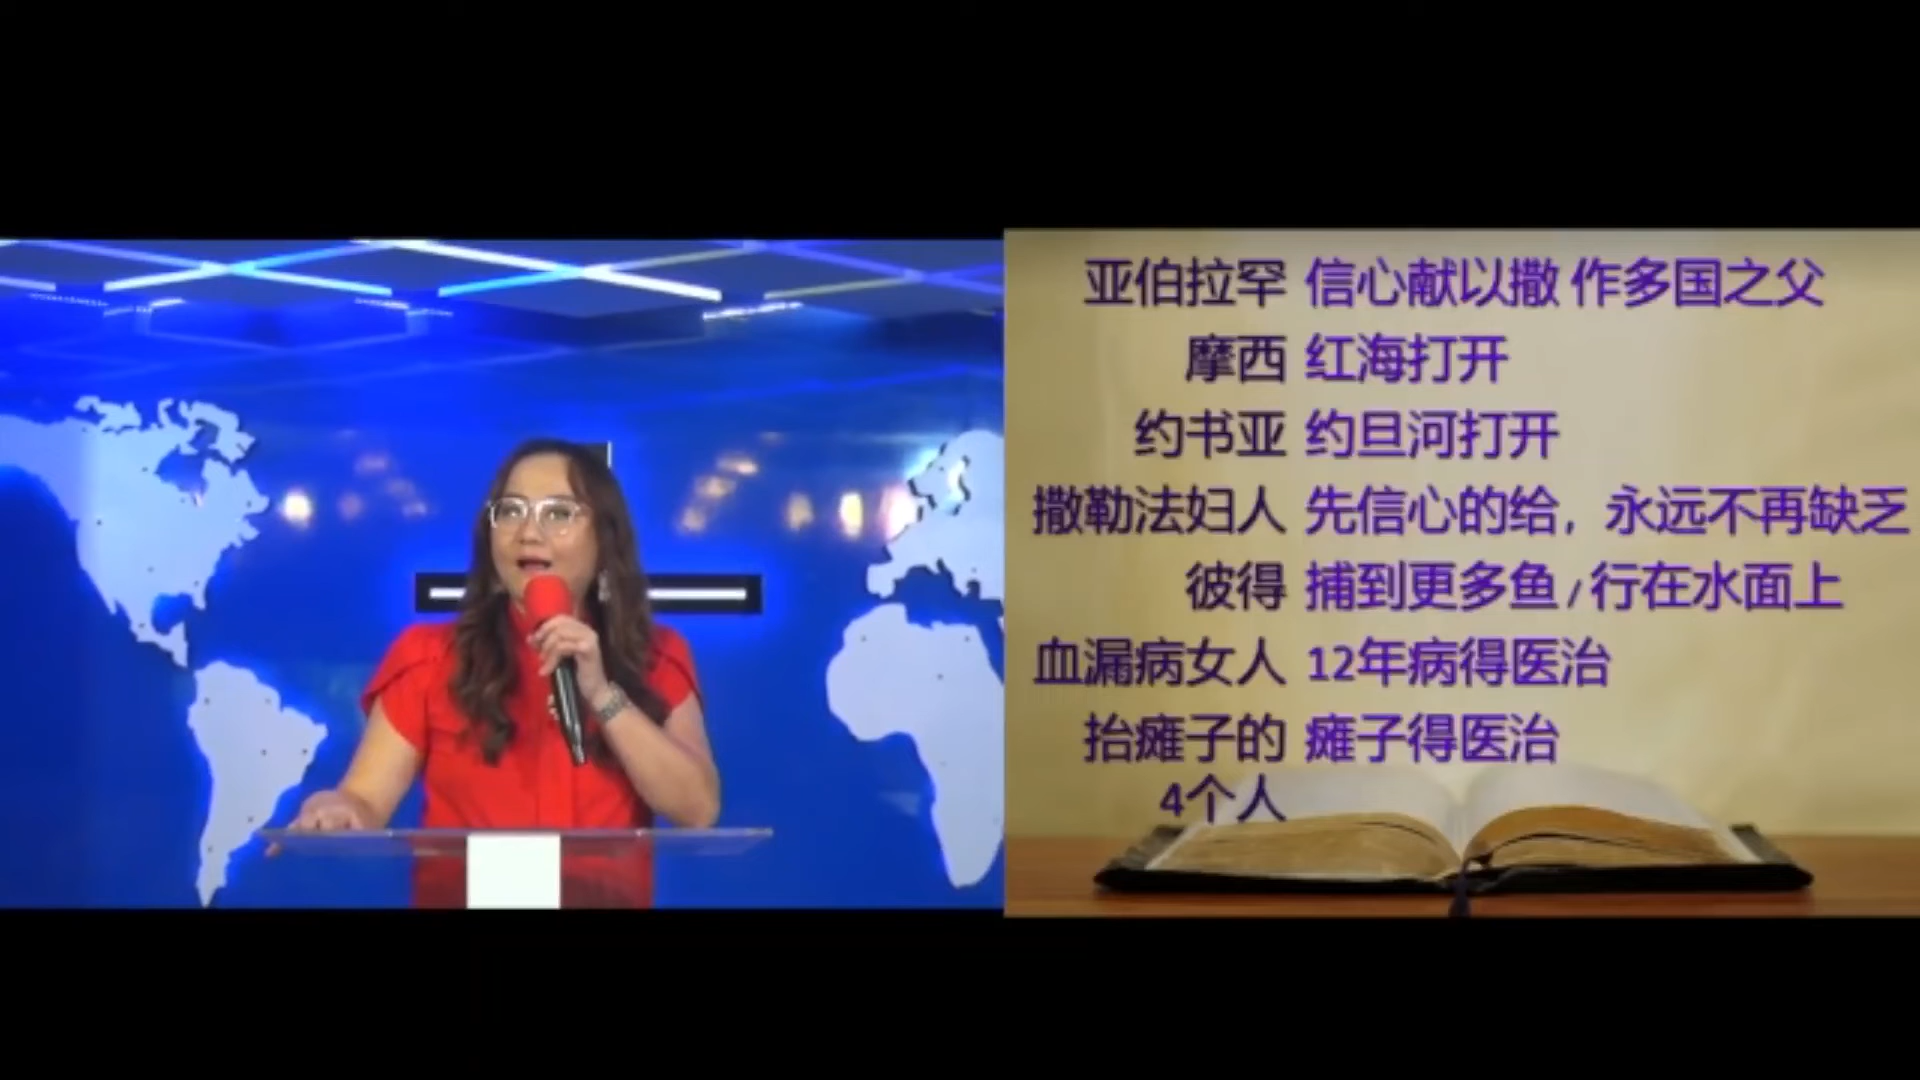 亚伯拉罕 信心献以撒 作多国之父
摩西 红海打开
约书亚 约旦河打开
撒勒法妇人 先信心的给，永远不再缺乏
彼得 捕到更多鱼 / 行在水面上
血漏病女人 12年病得医治
抬瘫子的 瘫子得医治
4个人